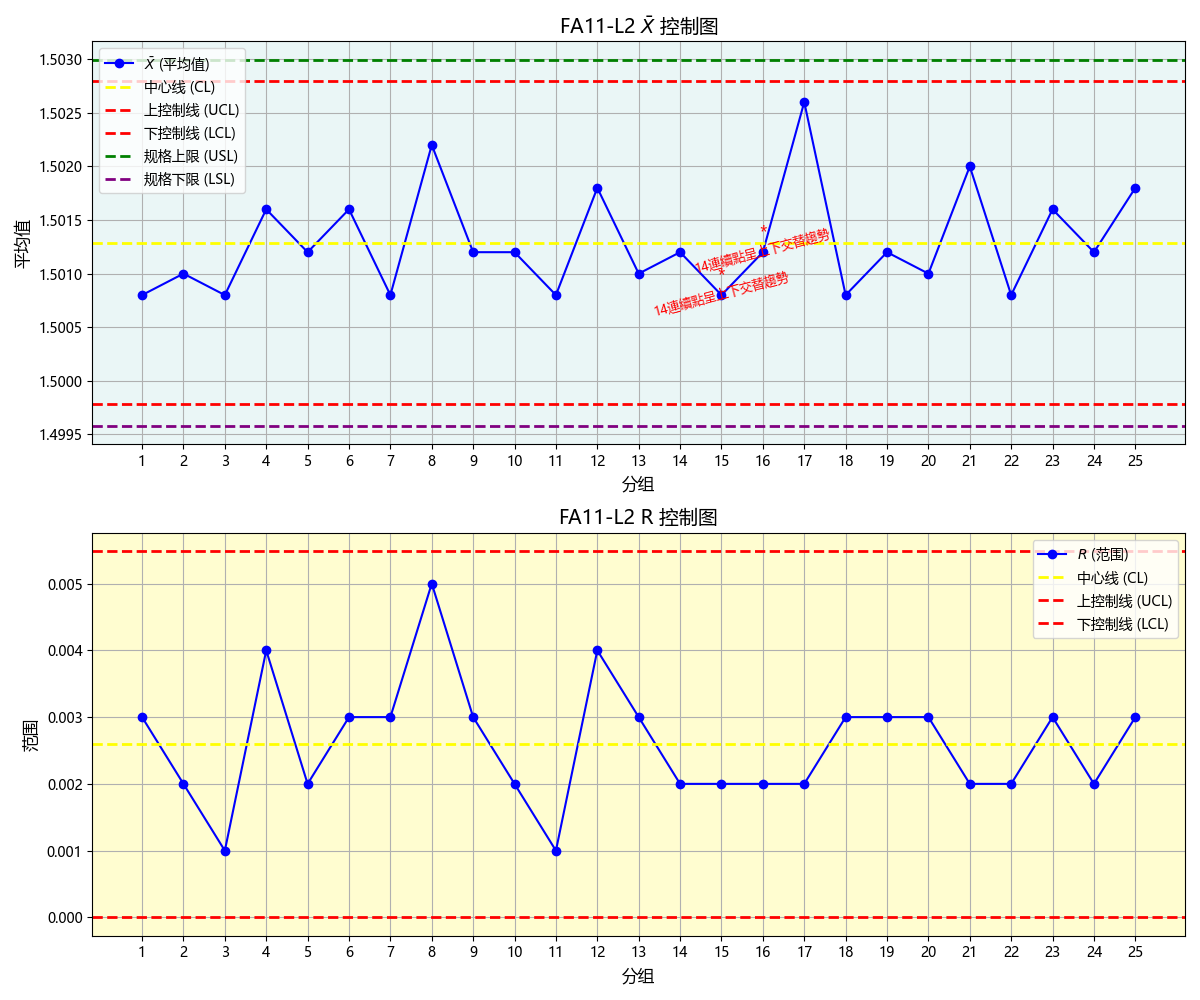 FA11-L2 X̄ 控制图
平均值
1.5030
1.5025
1.5020
1.5015
1.5010
1.5005
1.5000
1.4995
X̄ (平均值)
中心线 (CL)
上控制线 (UCL)
下控制线 (LCL)
规格上限 (USL)
规格下限 (LSL)
*
14連續點呈上下交替趨勢
*
14連續點呈上下交替趨勢
1 2 3 4 5 6 7 8 9 10 11 12 13 14 15 16 17 18 19 20 21 22 23 24 25
分组
FA11-L2 R 控制图
范围
0.005
0.004
0.003
0.002
0.001
0.000
R (范围)
中心线 (CL)
上控制线 (UCL)
下控制线 (LCL)
1 2 3 4 5 6 7 8 9 10 11 12 13 14 15 16 17 18 19 20 21 22 23 24 25
分组